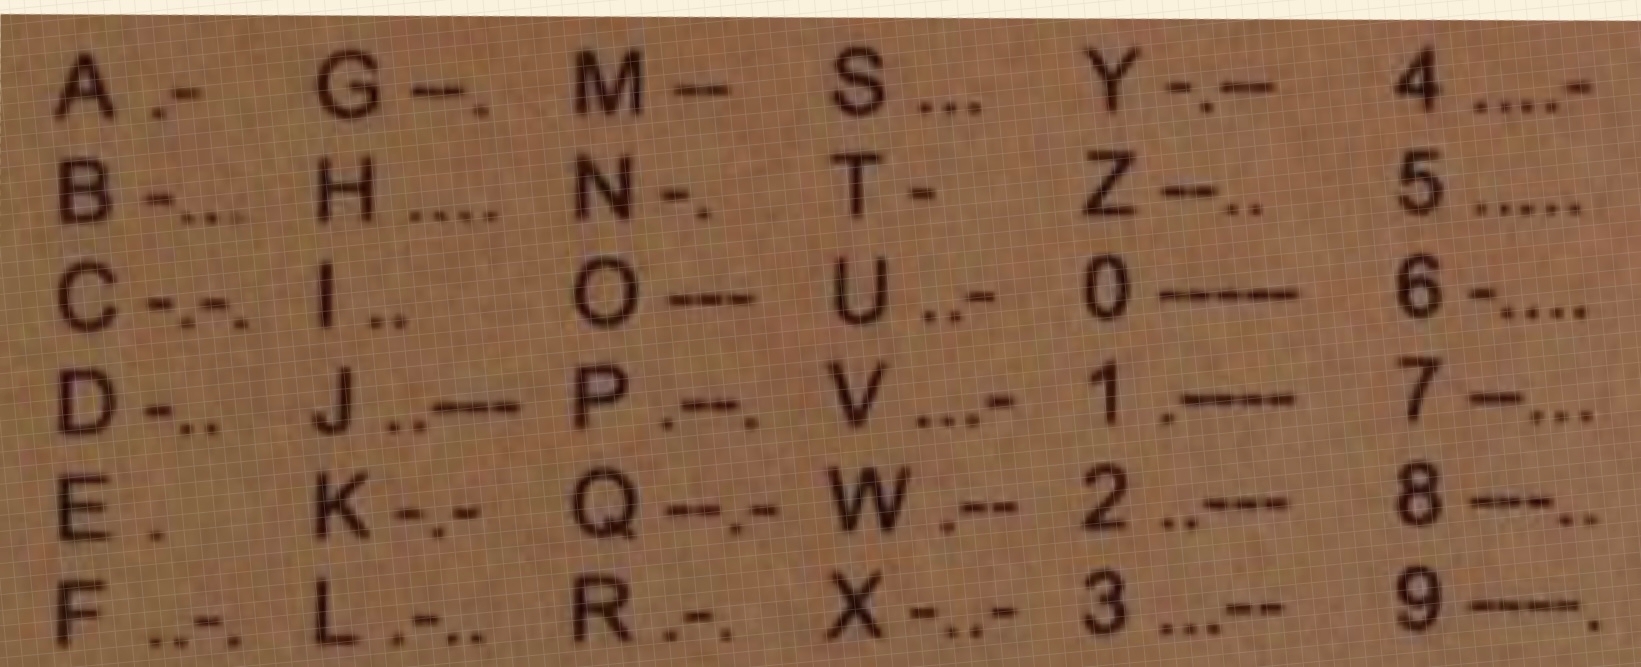 A .- G --. M -- S ... Y -.-- 4 ....-
B -... H .... N -. T - Z --.. 5 .....
C -.-. I .. O --- U ..- 0 ----- 6 -....
D -.. J ..--- P .--. V ...- 1 .---- 7 --...
E . K -.- Q --.- W .-- 2 ..--- 8 ---..
F ..-. L .-.. R .-. X -..- 3 ...-- 9 ----.